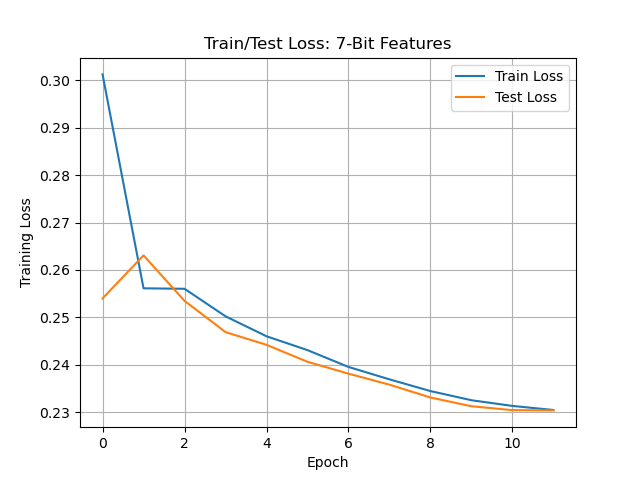 Train/Test Loss: 7-Bit Features
Train Loss
Test Loss
Training Loss
0.30
0.29
0.28
0.27
0.26
0.25
0.24
0.23
0 2 4 6 8 10
Epoch